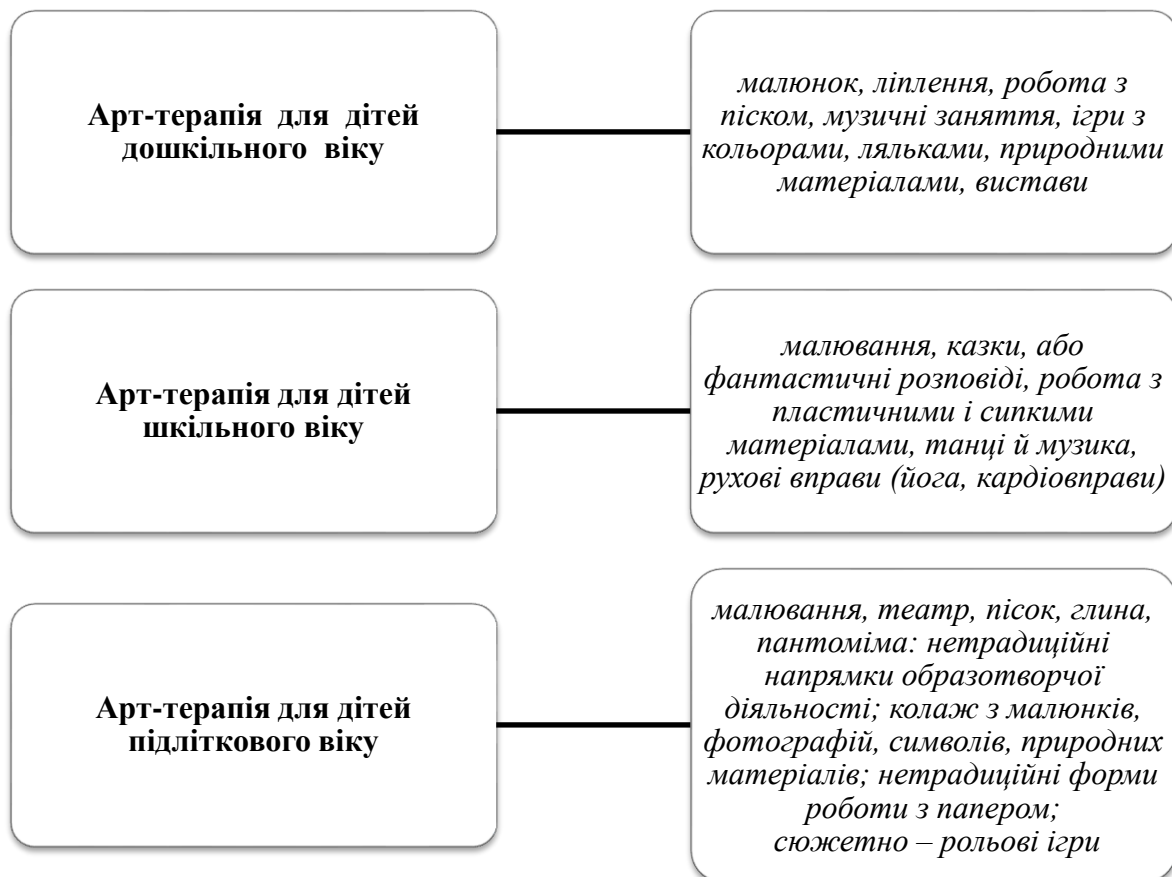 Арт-терапія для дітей
дошкільного віку
малюнок, ліплення, робота з
піском, музичні заняття, ігри з
кольорами, ляльками, природними
матеріалами, вистави
Арт-терапія для дітей
шкільного віку
малювання, казки, або
фантастичні розповіді, робота з
пластичними і сипкими
матеріалами, танці й музика,
рухові вправи (йога, кардіовправи)
Арт-терапія для дітей
підліткового віку
малювання, театр, пісок, глина,
пантоміма: нетрадиційні
напрямки образотворчої
діяльності; колаж з малюнків,
фотографій, символів, природних
матеріалів; нетрадиційні форми
роботи з папером;
сюжетно – рольові ігри